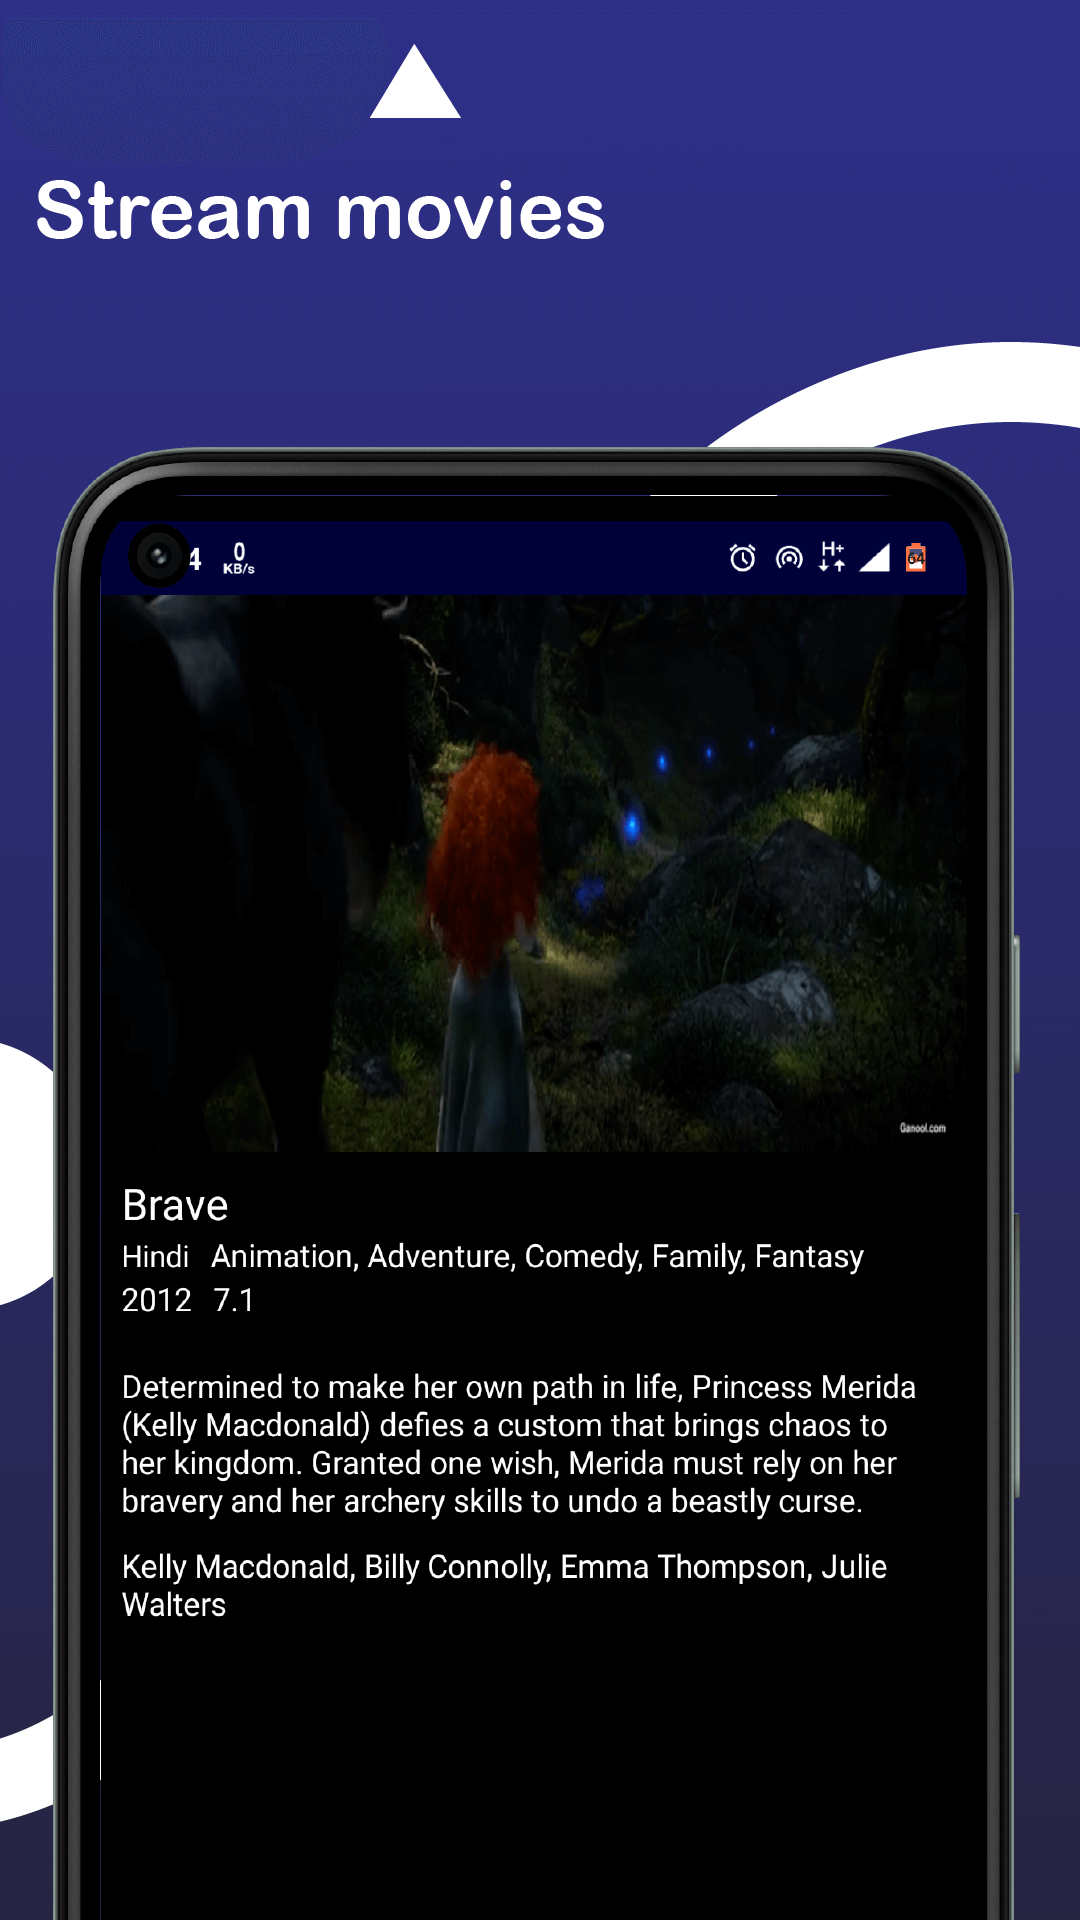 Stream movies
4 0 KB/s H+ 64
Ganool.com
Brave
Hindi Animation, Adventure, Comedy, Family, Fantasy
2012 7.1
Determined to make her own path in life, Princess Merida
(Kelly Macdonald) defies a custom that brings chaos to
her kingdom. Granted one wish, Merida must rely on her
bravery and her archery skills to undo a beastly curse.
Kelly Macdonald, Billy Connolly, Emma Thompson, Julie
Walters